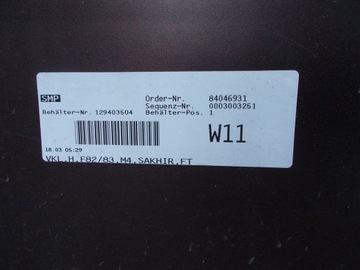 SMP
Order-Nr. 84046931
Sequenz-Nr. 0003003251
Behälter-Nr. 129403504 Behälter-Pos. 1
W11
18.03 05:29
VKL,H,F82/83,M4,SAKHIR,FT